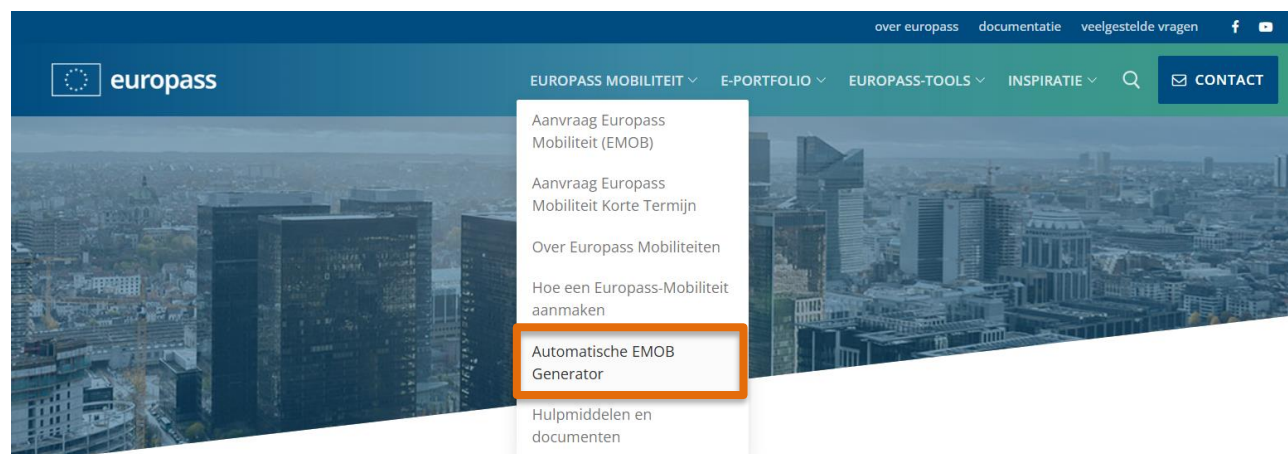 over europass documentatie veelgestelde vragen
europass
EUROPASS MOBILITEIT E-PORTFOLIO EUROPASS-TOOLS INSPIRATIE CONTACT
Aanvraag Europass
Mobiliteit (EMOB)
Aanvraag Europass
Mobiliteit Korte Termijn
Over Europass Mobiliteiten
Hoe een Europass-Mobiliteit
aanmaken
Automatische EMOB
Generator
Hulpmiddelen en
documenten